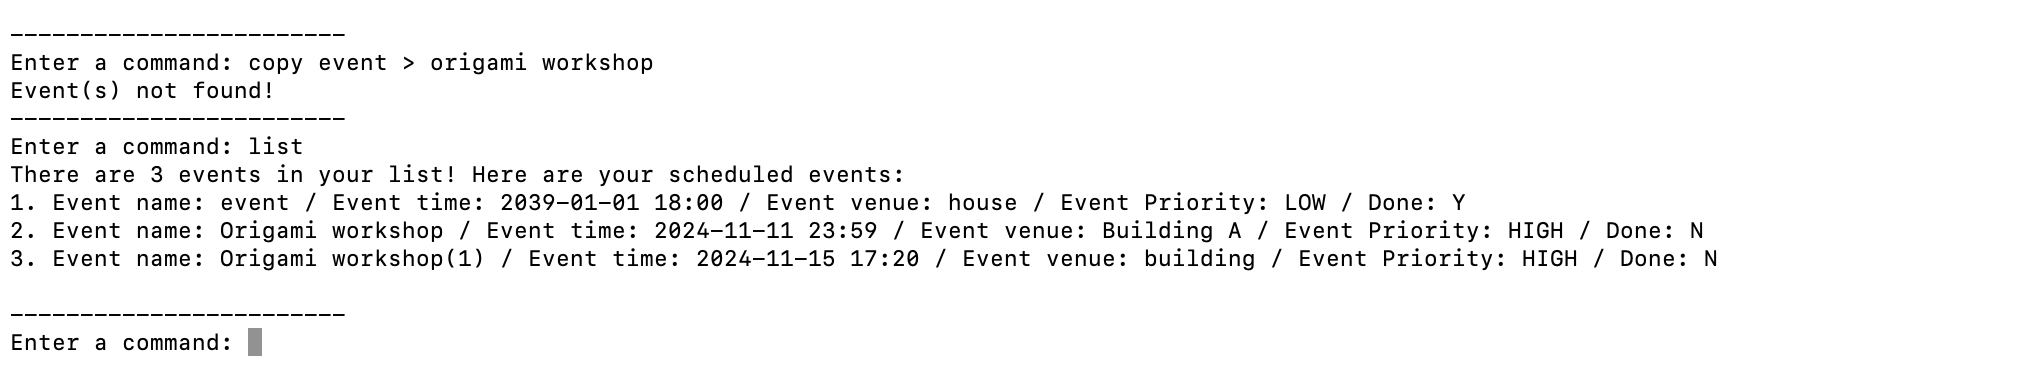 ------------------------
Enter a command: copy event > origami workshop
Event(s) not found!
------------------------
Enter a command: list
There are 3 events in your list! Here are your scheduled events:
1. Event name: event / Event time: 2039-01-01 18:00 / Event venue: house / Event Priority: LOW / Done: Y
2. Event name: Origami workshop / Event time: 2024-11-11 23:59 / Event venue: Building A / Event Priority: HIGH / Done: N
3. Event name: Origami workshop(1) / Event time: 2024-11-15 17:20 / Event venue: building / Event Priority: HIGH / Done: N
------------------------
Enter a command: